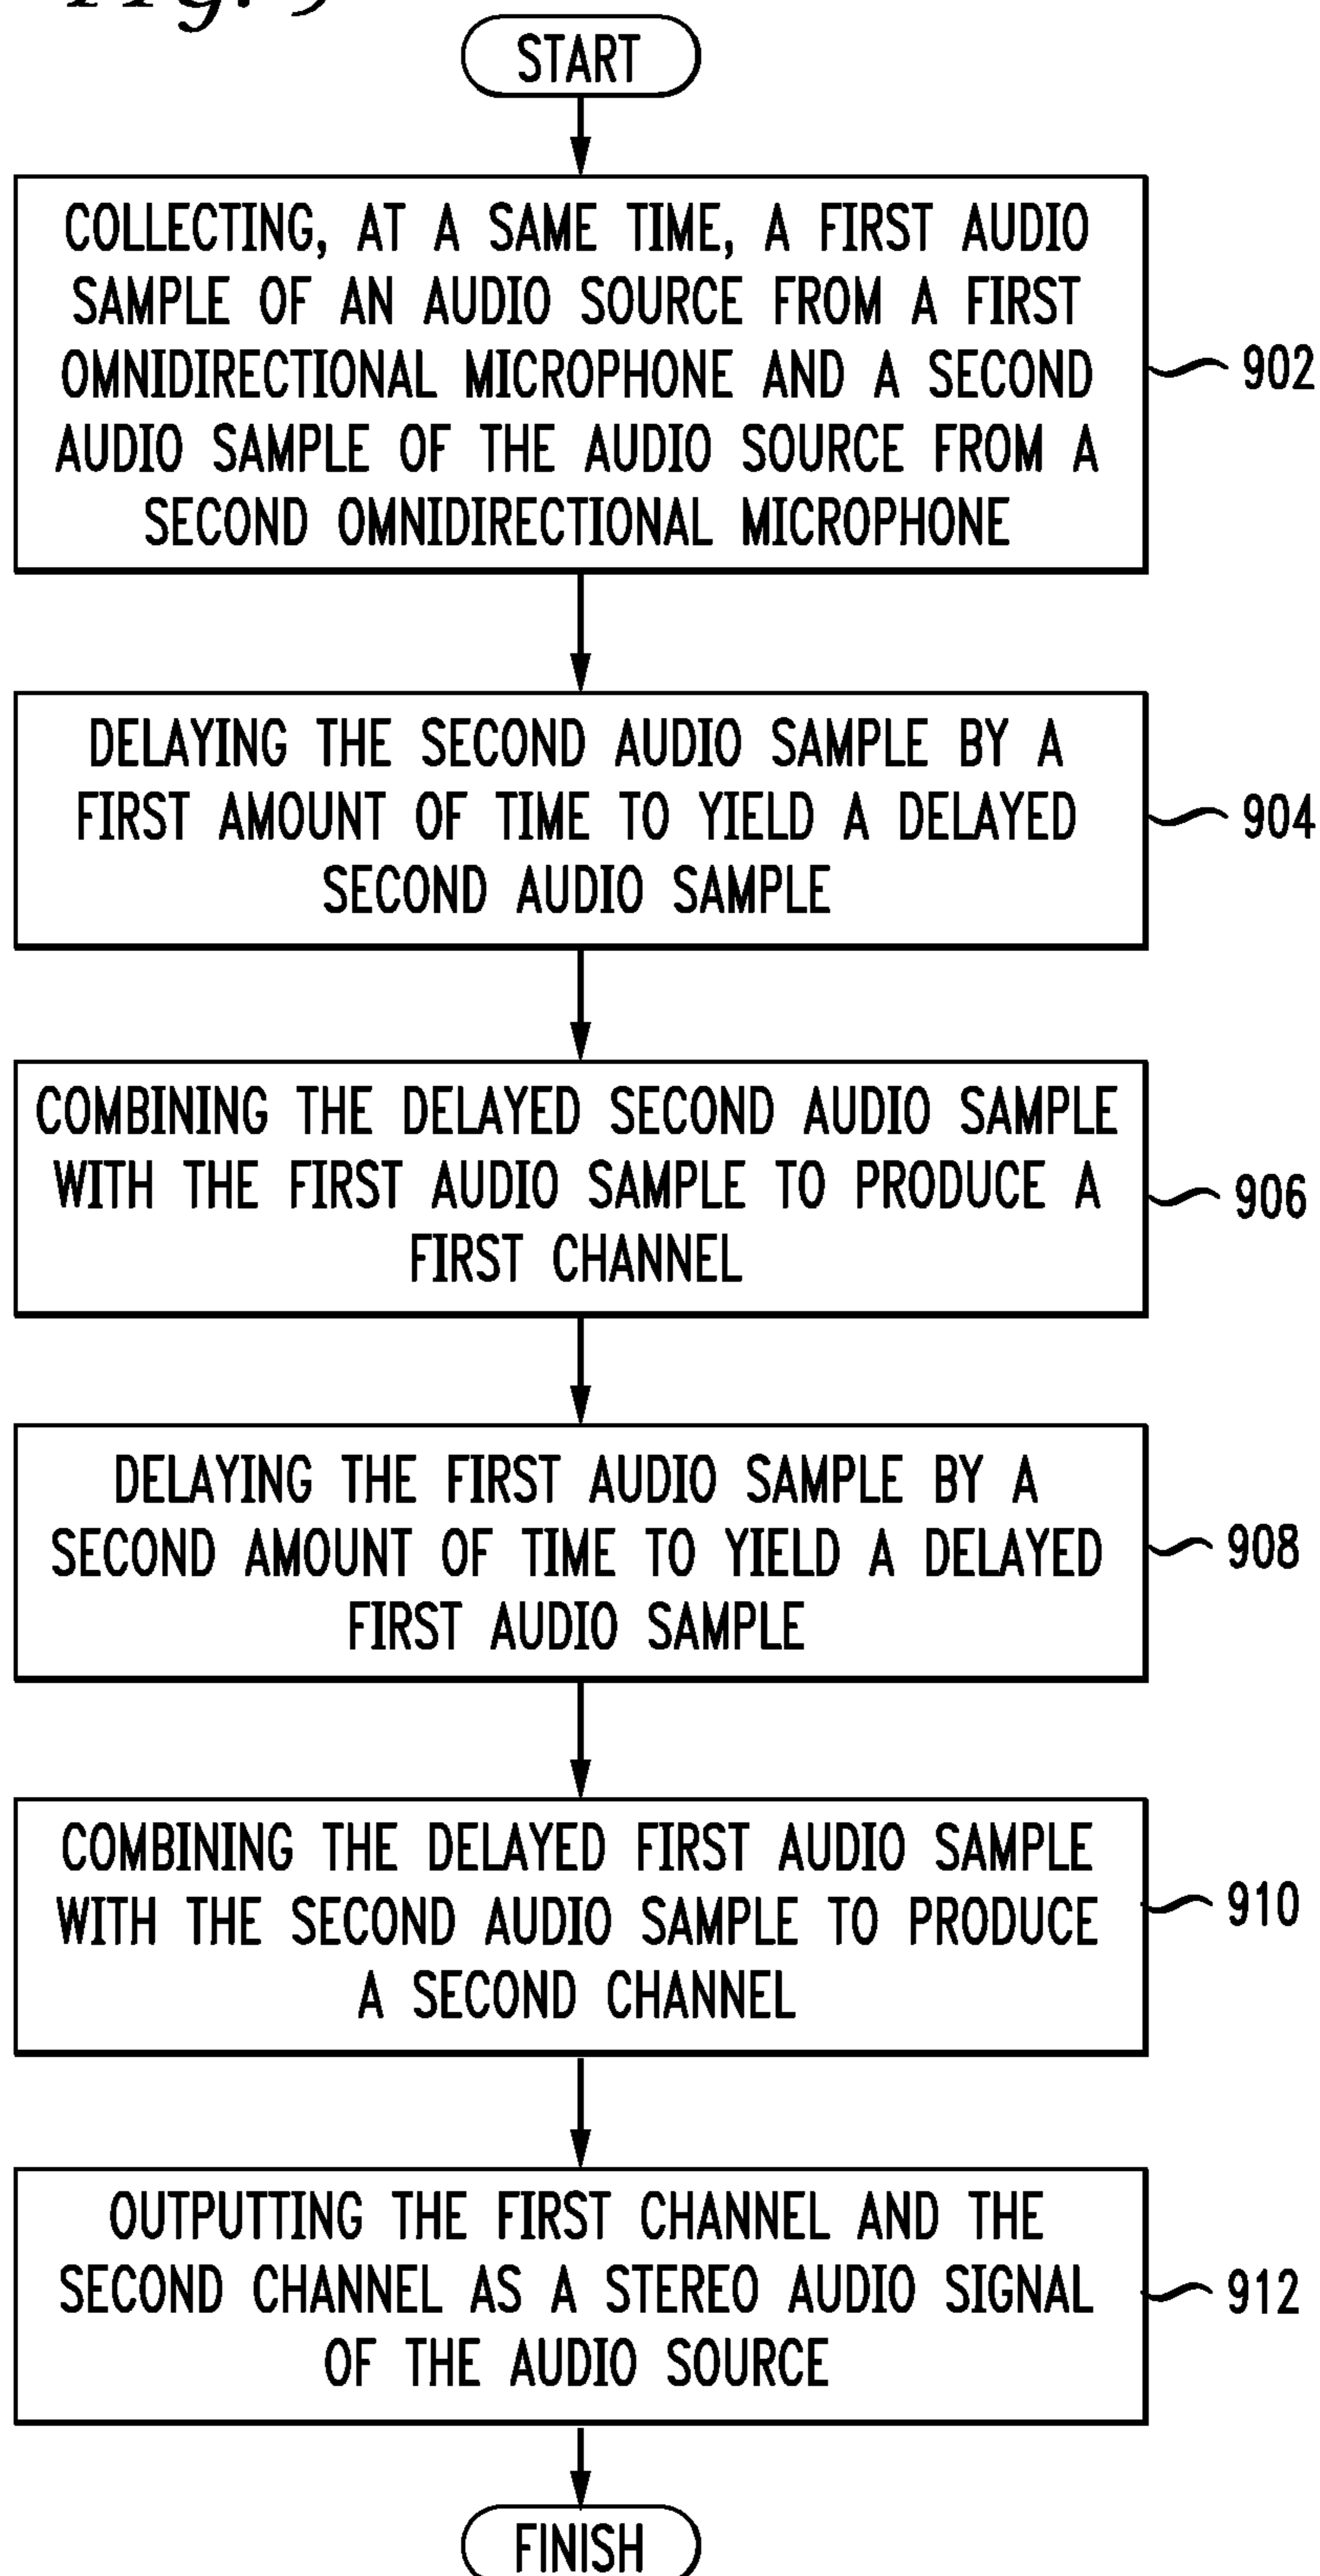 Fig. 9
START
COLLECTING, AT A SAME TIME, A FIRST AUDIO
SAMPLE OF AN AUDIO SOURCE FROM A FIRST
OMNIDIRECTIONAL MICROPHONE AND A SECOND
AUDIO SAMPLE OF THE AUDIO SOURCE FROM A
SECOND OMNIDIRECTIONAL MICROPHONE
902
DELAYING THE SECOND AUDIO SAMPLE BY A
FIRST AMOUNT OF TIME TO YIELD A DELAYED
SECOND AUDIO SAMPLE
904
COMBINING THE DELAYED SECOND AUDIO SAMPLE
WITH THE FIRST AUDIO SAMPLE TO PRODUCE A
FIRST CHANNEL
906
DELAYING THE FIRST AUDIO SAMPLE BY A
SECOND AMOUNT OF TIME TO YIELD A DELAYED
FIRST AUDIO SAMPLE
908
COMBINING THE DELAYED FIRST AUDIO SAMPLE
WITH THE SECOND AUDIO SAMPLE TO PRODUCE
A SECOND CHANNEL
910
OUTPUTTING THE FIRST CHANNEL AND THE
SECOND CHANNEL AS A STEREO AUDIO SIGNAL
OF THE AUDIO SOURCE
912
FINISH